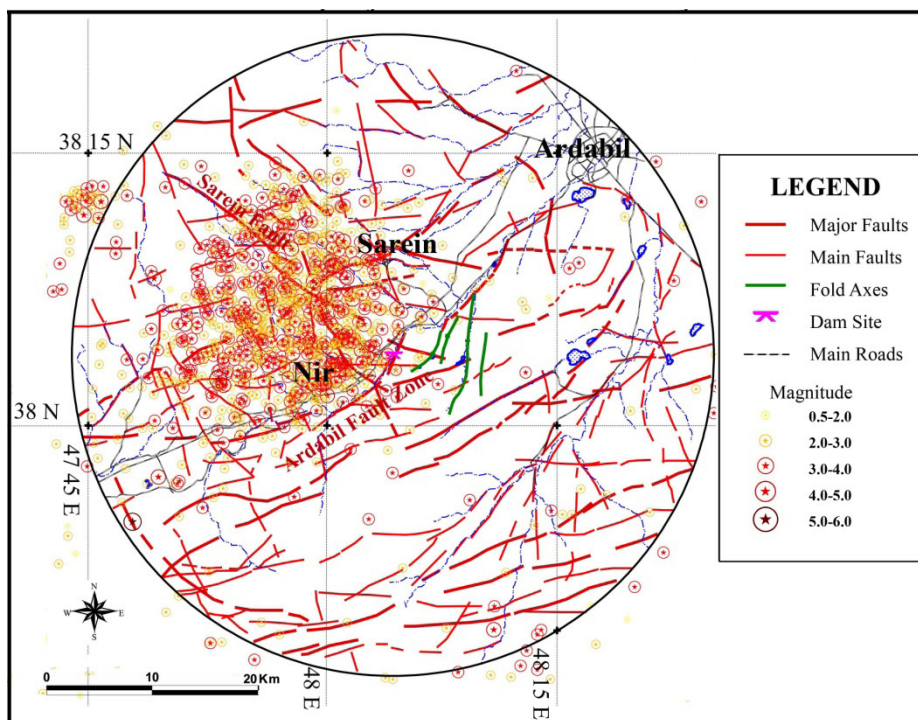 38 15 N
Ardabil
Sarein Fault
Sarein
Nir
38 N
Ardabil Fault Zone
47 45 E
48 E
48 15 E
N
W E
S
0 10 20 Km
LEGEND
Major Faults
Main Faults
Fold Axes
Dam Site
Main Roads
Magnitude
0.5-2.0
2.0-3.0
3.0-4.0
4.0-5.0
5.0-6.0